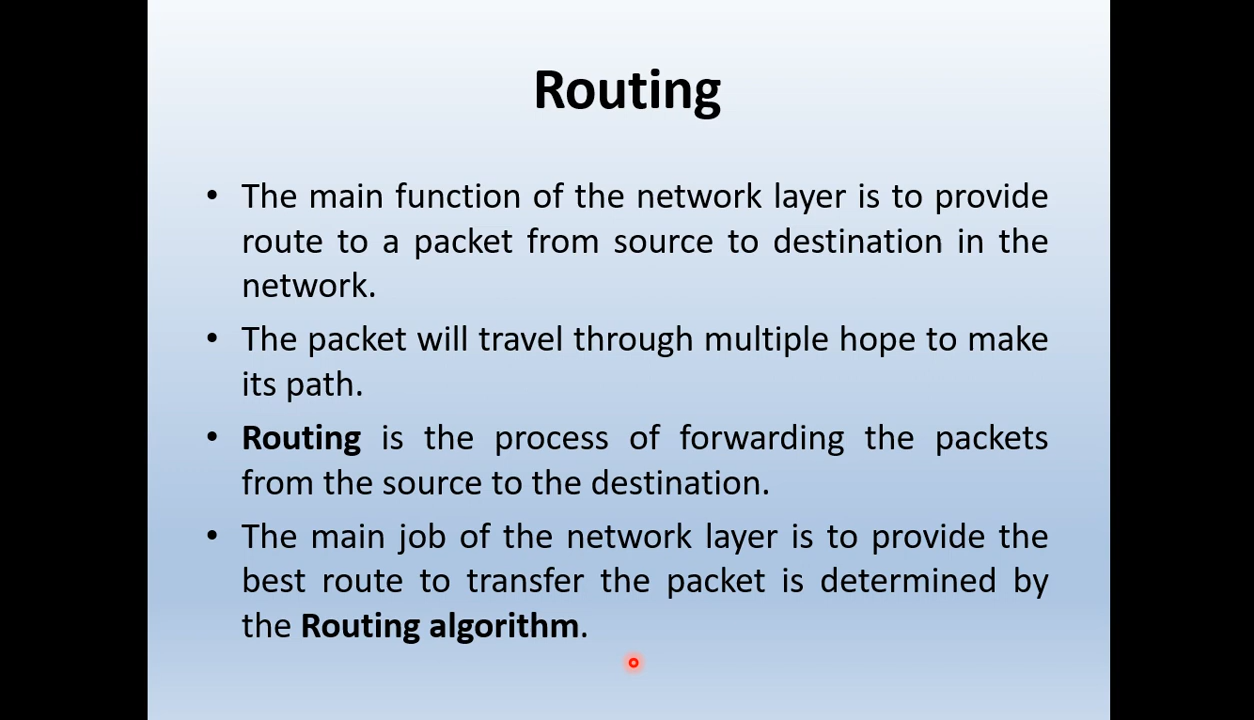 Routing
• The main function of the network layer is to provide
route to a packet from source to destination in the
network.
• The packet will travel through multiple hope to make
its path.
• Routing is the process of forwarding the packets
from the source to the destination.
• The main job of the network layer is to provide the
best route to transfer the packet is determined by
the Routing algorithm.